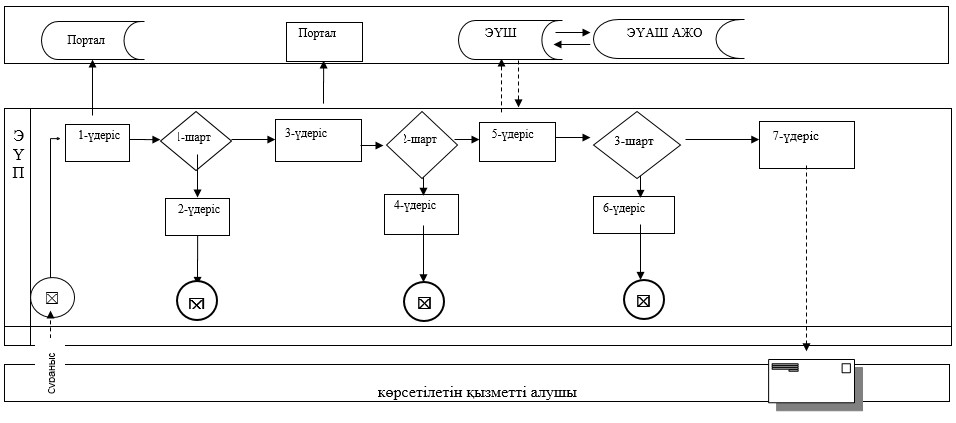 Портал
Портал
ЭҮШ
ЭҮАШ АЖО
Э
Ү
П
1-үдеріс
1-шарт
3-үдеріс
2-шарт
5-үдеріс
3-шарт
7-үдеріс
2-үдеріс
4-үдеріс
6-үдеріс
Сұраныс
көрсетілетін қызметті алушы